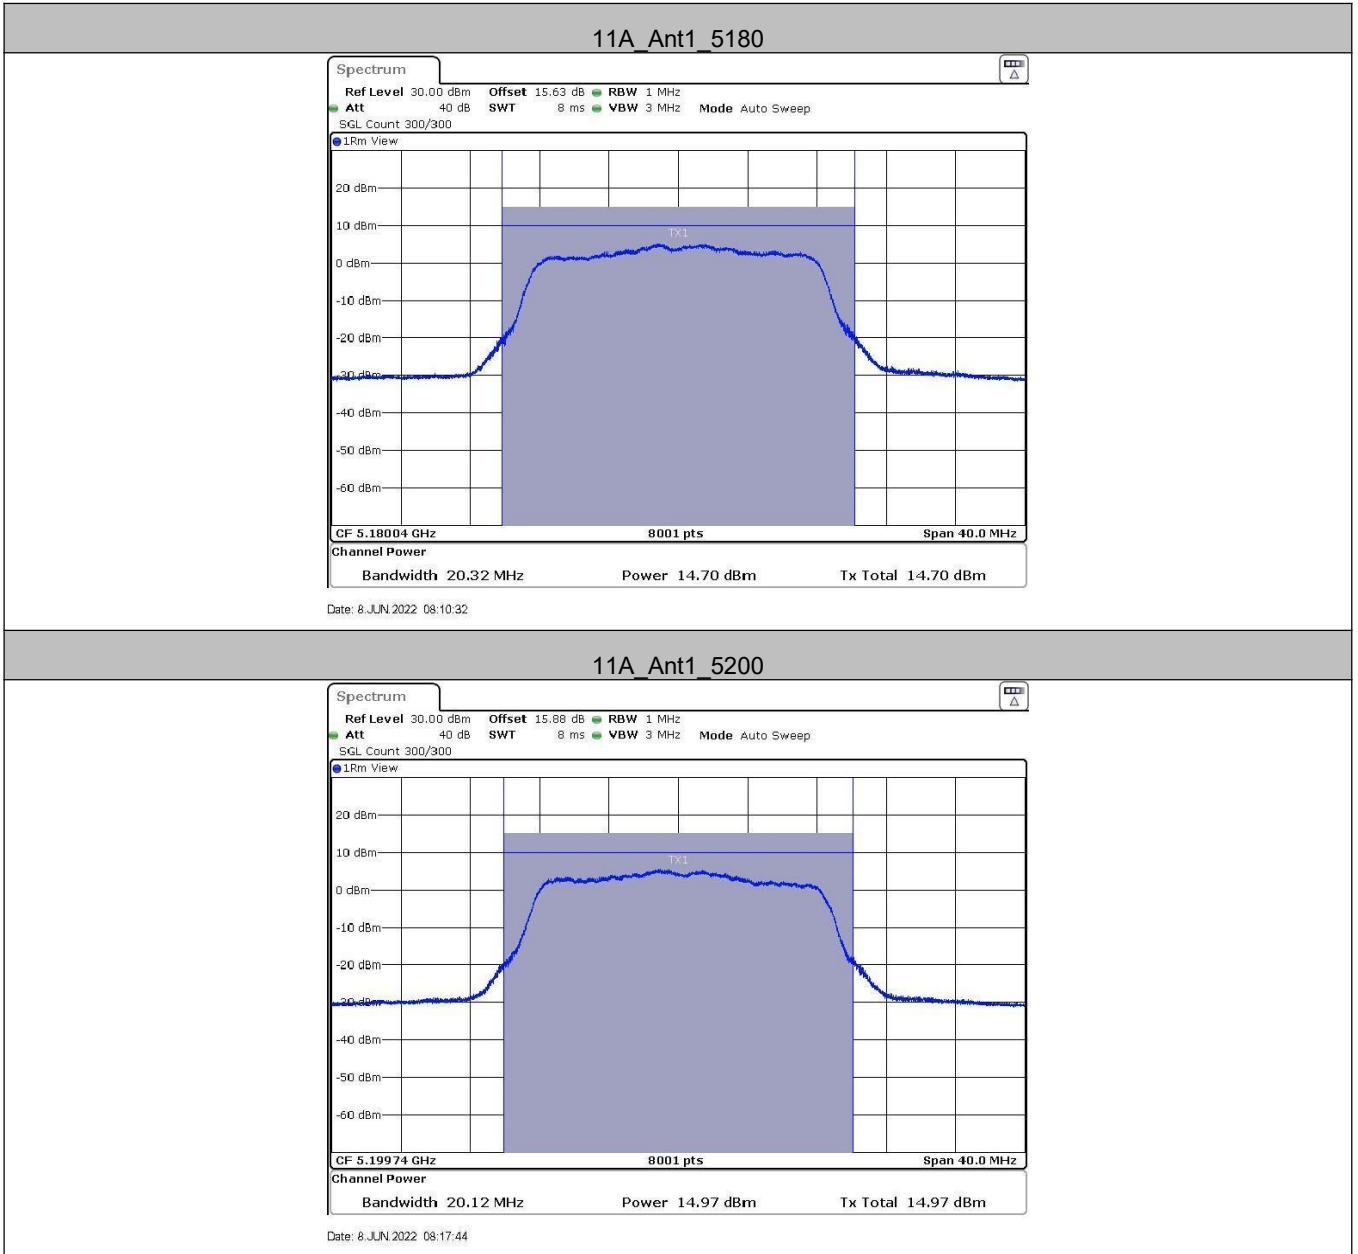 11A_Ant1_5180
Spectrum
Ref Level 30.00 dBm Offset 15.63 dB RBW 1 MHz
Att 40 dB SWT 8 ms VBW 3 MHz Mode Auto Sweep
SGL Count 300/300
1Rm View
20 dBm
10 dBm
TX1
0 dBm
-10 dBm
-20 dBm
-30 dBm
-40 dBm
-50 dBm
-60 dBm
CF 5.18004 GHz 8001 pts Span 40.0 MHz
Channel Power
Bandwidth 20.32 MHz Power 14.70 dBm Tx Total 14.70 dBm
Date: 8.JUN.2022 08:10:32
11A_Ant1_5200
Spectrum
Ref Level 30.00 dBm Offset 15.88 dB RBW 1 MHz
Att 40 dB SWT 8 ms VBW 3 MHz Mode Auto Sweep
SGL Count 300/300
1Rm View
20 dBm
10 dBm
TX1
0 dBm
-10 dBm
-20 dBm
-30 dBm
-40 dBm
-50 dBm
-60 dBm
CF 5.19974 GHz 8001 pts Span 40.0 MHz
Channel Power
Bandwidth 20.12 MHz Power 14.97 dBm Tx Total 14.97 dBm
Date: 8.JUN.2022 08:17:44